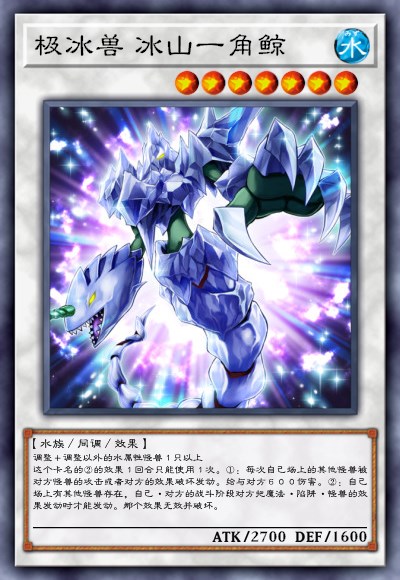 极冰兽 冰山一角鲸
水
【水族／同调／效果】
调整＋调整以外的水属性怪兽1只以上
这个卡名的②的效果1回合只能使用1次。①：每次自己场上的其他怪兽被
对方怪兽的攻击或者对方的效果破坏发动。给与对方600伤害。②：自己
场上有其他怪兽存在，自己·对方的战斗阶段对方把魔法·陷阱·怪兽的效
果发动时才能发动。那个效果无效并破坏。
ATK/2700 DEF/1600